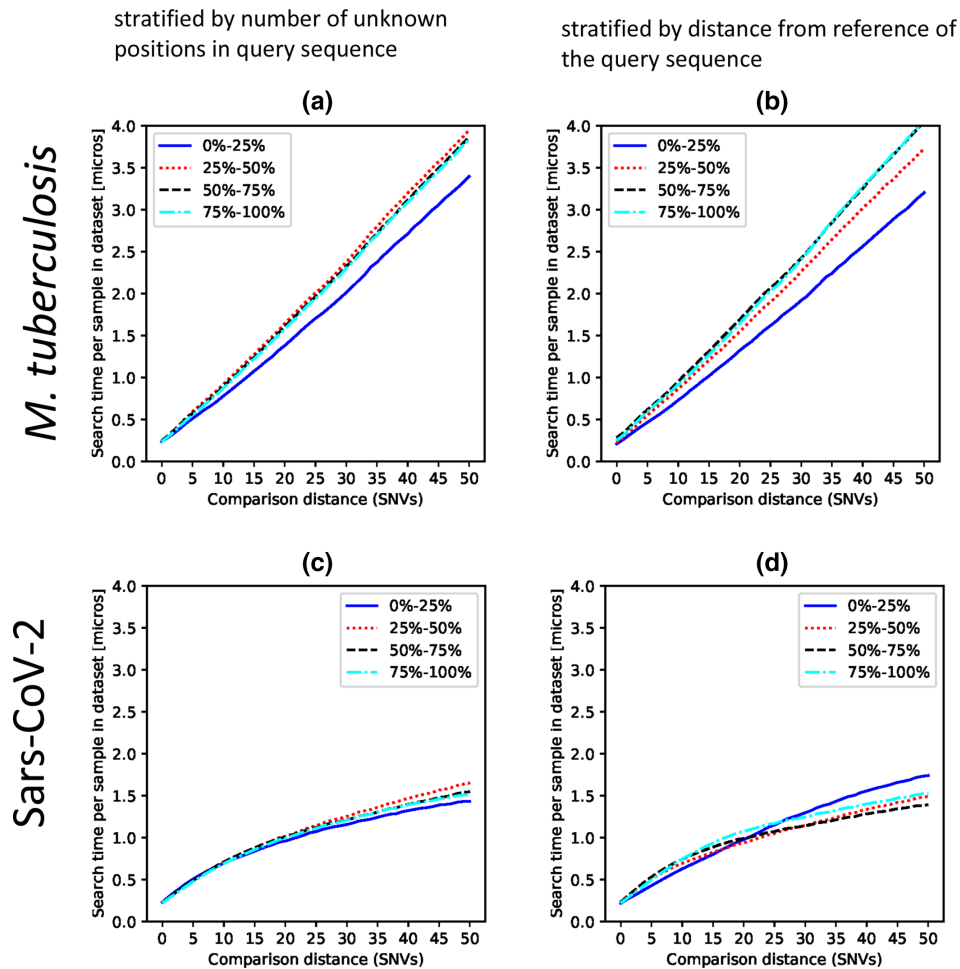 stratified by number of unknown
positions in query sequence
stratified by distance from reference of
the query sequence
M. tuberculosis
(a)
Search time per sample in dataset [micros]
4.0
3.5
3.0
2.5
2.0
1.5
1.0
0.5
0.0
0%-25%
25%-50%
50%-75%
75%-100%
0 5 10 15 20 25 30 35 40 45 50
Comparison distance (SNVs)
(b)
Search time per sample in dataset [micros]
4.0
3.5
3.0
2.5
2.0
1.5
1.0
0.5
0.0
0%-25%
25%-50%
50%-75%
75%-100%
0 5 10 15 20 25 30 35 40 45 50
Comparison distance (SNVs)
Sars-CoV-2
(c)
Search time per sample in dataset [micros]
4.0
3.5
3.0
2.5
2.0
1.5
1.0
0.5
0.0
0%-25%
25%-50%
50%-75%
75%-100%
0 5 10 15 20 25 30 35 40 45 50
Comparison distance (SNVs)
(d)
Search time per sample in dataset [micros]
4.0
3.5
3.0
2.5
2.0
1.5
1.0
0.5
0.0
0%-25%
25%-50%
50%-75%
75%-100%
0 5 10 15 20 25 30 35 40 45 50
Comparison distance (SNVs)